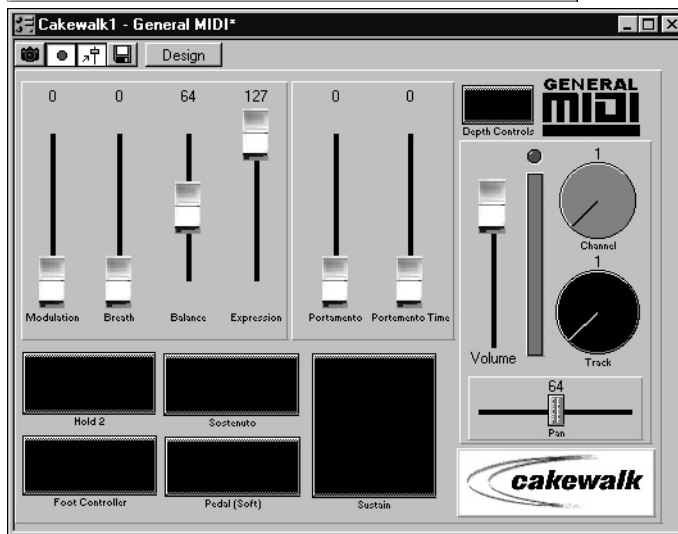 Cakewalk1 - General MIDI*
Design
0 0 64 127 0 0
Modulation Breath Balance Expression Portamento Portemento Time
GENERAL
MIDI
Depth Controls
1
Channel
1
Track
Volume
64
Pan
Hold 2 Sostenuto
Foot Controller Pedal (Soft) Sustain
cakewalk